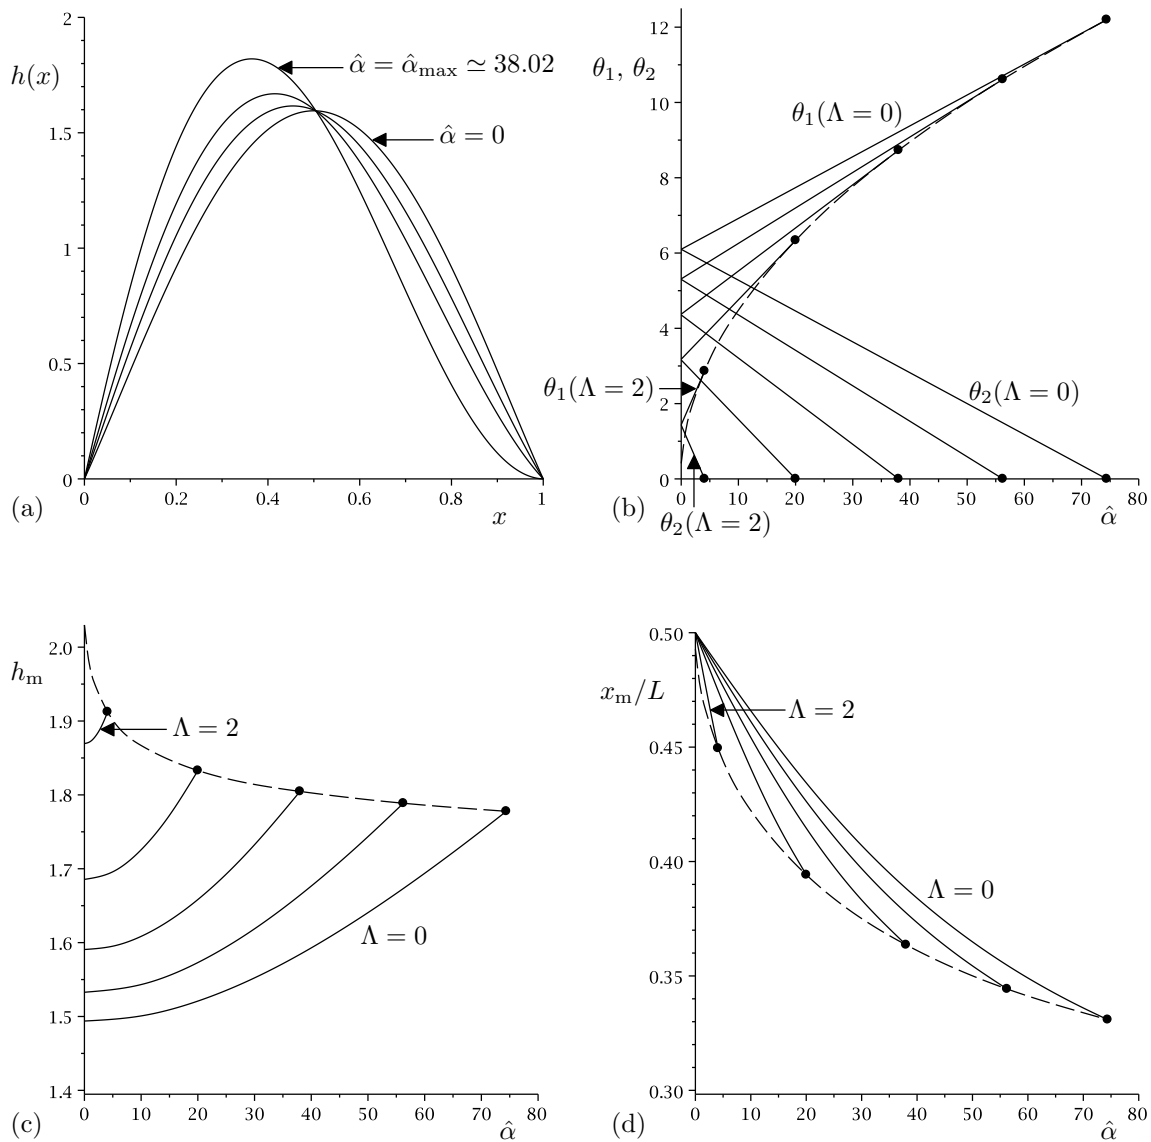 2
h(x)
α̂ = α̂max ≃ 38.02
1.5
α̂ = 0
1
0.5
0
0 0.2 0.4 0.6 0.8 1
(a)
x
12
θ1, θ2
10
θ1(Λ = 0)
8
6
4
θ1(Λ = 2)
θ2(Λ = 0)
2
0
0 10 20 30 40 50 60 70 80
(b)
θ2(Λ = 2)
α̂
2.0
hm
1.9
Λ = 2
1.8
1.7
1.6
Λ = 0
1.5
1.4
0 10 20 30 40 50 60 70 80
(c)
α̂
0.50
xm/L
Λ = 2
0.45
0.40
Λ = 0
0.35
0.30
0 10 20 30 40 50 60 70 80
(d)
α̂